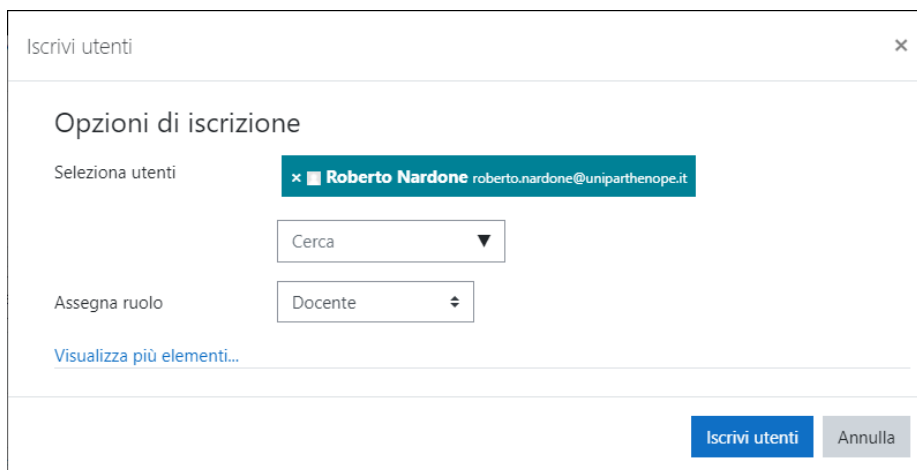 Iscrivi utenti ×
Opzioni di iscrizione
Seleziona utenti
× Roberto Nardone roberto.nardone@uniparthenope.it
Cerca ▼
Assegna ruolo Docente
Visualizza più elementi...
Iscrivi utenti Annulla